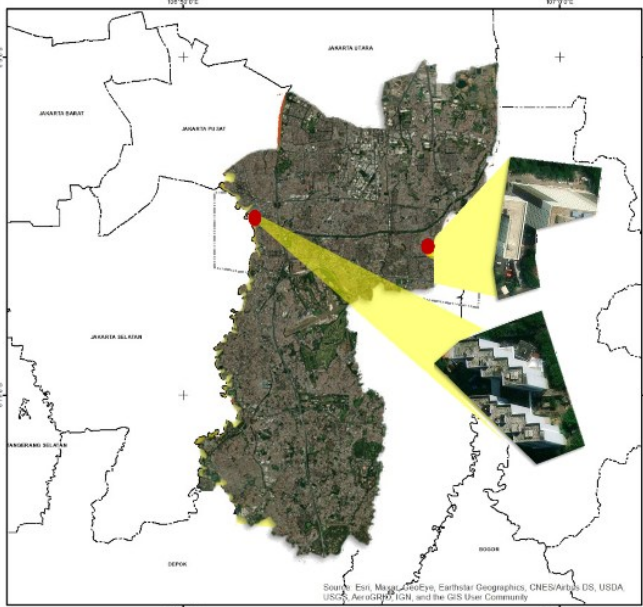 JAKARTA UTARA
JAKARTA BARAT
JAKARTA PUSAT
JAKARTA SELATAN
TANGERANG SELATAN
DEPOK
BOGOR
Source: Esri, Maxar, GeoEye, Earthstar Geographics, CNES/Airbus DS, USDA,
USGS, AeroGRID, IGN, and the GIS User Community